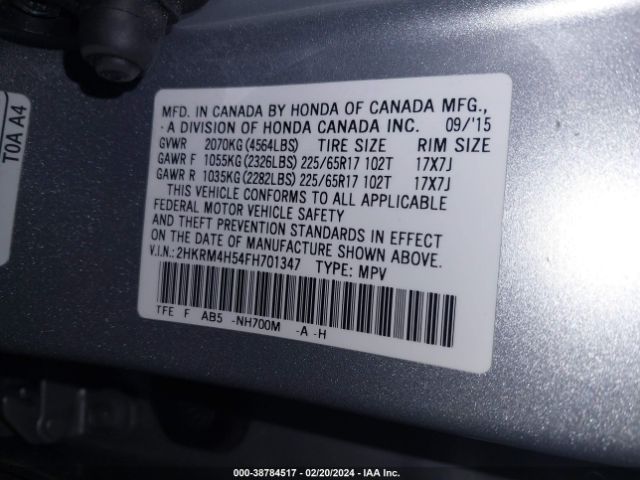 T0A A4
MFD. IN CANADA BY HONDA OF CANADA MFG.,
A DIVISION OF HONDA CANADA INC. 09/'15
GVWR 2070KG (4564LBS) TIRE SIZE RIM SIZE
GAWR F 1055KG (2326LBS) 225/65R17 102T 17X7J
GAWR R 1035KG (2282LBS) 225/65R17 102T 17X7J
THIS VEHICLE CONFORMS TO ALL APPLICABLE
FEDERAL MOTOR VEHICLE SAFETY
AND THEFT PREVENTION STANDARDS IN EFFECT
ON THE DATE OF MANUFACTURE SHOWN ABOVE.
V.I.N.:2HKRM4H54FH701347 TYPE: MPV
TFE F AB5 -NH700M -A -H
000-38784517 - 02/20/2024 - IAAI.com